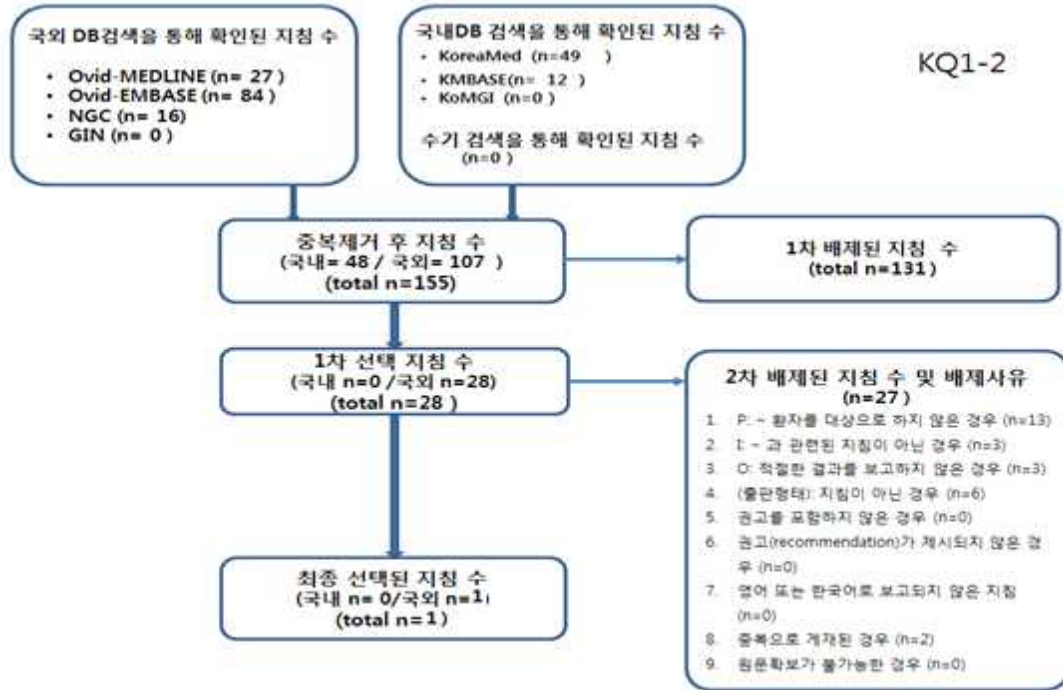 국외 DB검색을 통해 확인된 지침 수
• Ovid-MEDLINE (n= 27 )
• Ovid-EMBASE (n= 84 )
• NGC (n= 16)
• GIN (n= 0 )
국내DB 검색을 통해 확인된 지침 수
• KoreaMed (n=49 )
• KMBASE(n= 12 )
• KoMGI (n=0 )
수기 검색을 통해 확인된 지침 수
(n=0 )
KQ1-2
중복제거 후 지침 수
(국내= 48 / 국외= 107 )
(total n=155)
1차 배제된 지침 수
(total n=131)
1차 선택 지침 수
(국내 n=0 /국외 n=28)
(total n=28 )
2차 배제된 지침 수 및 배제사유
(n=27 )
1. P: ~ 환자를 대상으로 하지 않은 경우 (n=13)
2. I: ~ 과 관련된 지침이 아닌 경우 (n=3)
3. O: 적절한 결과를 보고하지 않은 경우 (n=3)
4. (출판형태): 지침이 아닌 경우 (n=6)
5. 권고를 포함하지 않은 경우 (n=0)
6. 권고(recommendation)가 제시되지 않은 경
우 (n=0)
7. 영어 또는 한국어로 보고되지 않은 지침
(n=0)
8. 중복으로 게재된 경우 (n=2)
9. 원문확보가 불가능한 경우 (n=0)
최종 선택된 지침 수
(국내 n= 0/국외 n=1)
(total n=1 )